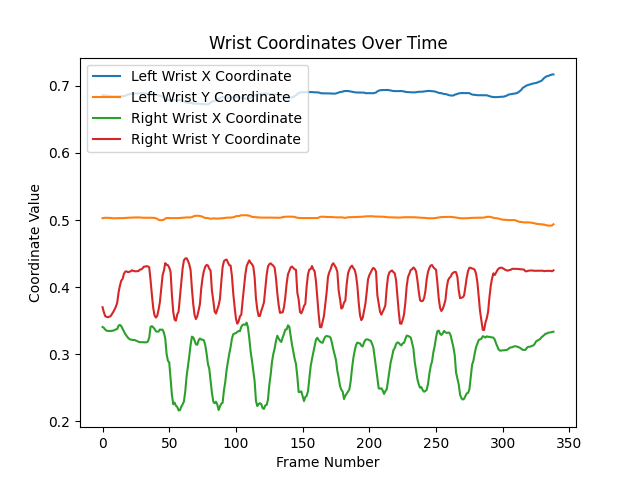 Wrist Coordinates Over Time
Left Wrist X Coordinate
Left Wrist Y Coordinate
Right Wrist X Coordinate
Right Wrist Y Coordinate
Coordinate Value
0.7
0.6
0.5
0.4
0.3
0.2
0 50 100 150 200 250 300 350
Frame Number